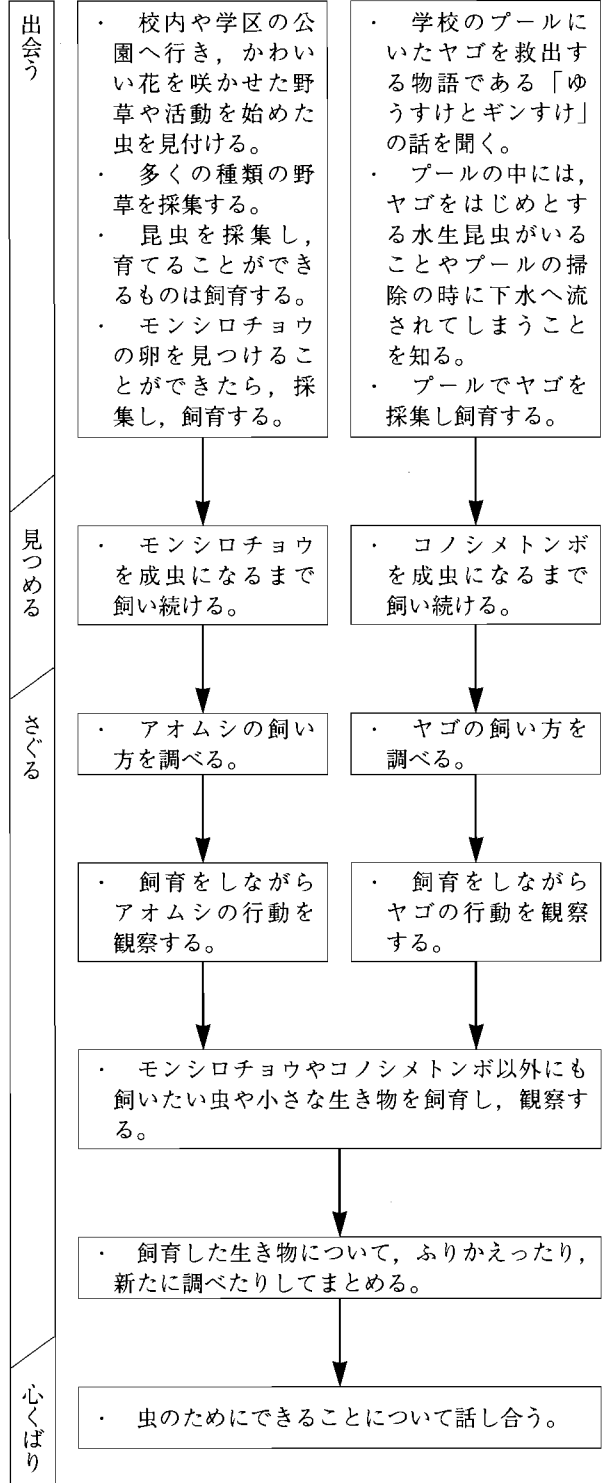 出会う
・　校内や学区の公
園へ行き，かわい
い花を咲かせた野
草や活動を始めた
虫を見付ける。
・　多くの種類の野
草を採集する。
・　昆虫を採集し，
育てることができ
るものは飼育する。
・　モンシロチョウ
の卵を見つけるこ
とができたら，採
集し，飼育する。
・　学校のプールに
いたヤゴを救出す
る物語である「ゆ
うすけとギンすけ」
の話を聞く。
・　プールの中には，
ヤゴをはじめとす
る水生昆虫がいる
ことやプールの掃
除の時に下水へ流
されてしまうこと
を知る。
・　プールでヤゴを
採集し飼育する。
見つめる
・　モンシロチョウ
を成虫になるまで
飼い続ける。
・　コノシメトンボ
を成虫になるまで
飼い続ける。
さぐる
・　アオムシの飼い
方を調べる。
・　ヤゴの飼い方を
調べる。
・　飼育をしながら
アオムシの行動を
観察する。
・　飼育をしながら
ヤゴの行動を観察
する。
・　モンシロチョウやコノシメトンボ以外にも
飼いたい虫や小さな生き物を飼育し，観察す
る。
・　飼育した生き物について，ふりかえったり，
新たに調べたりしてまとめる。
心くばり
・　虫のためにできることについて話し合う。